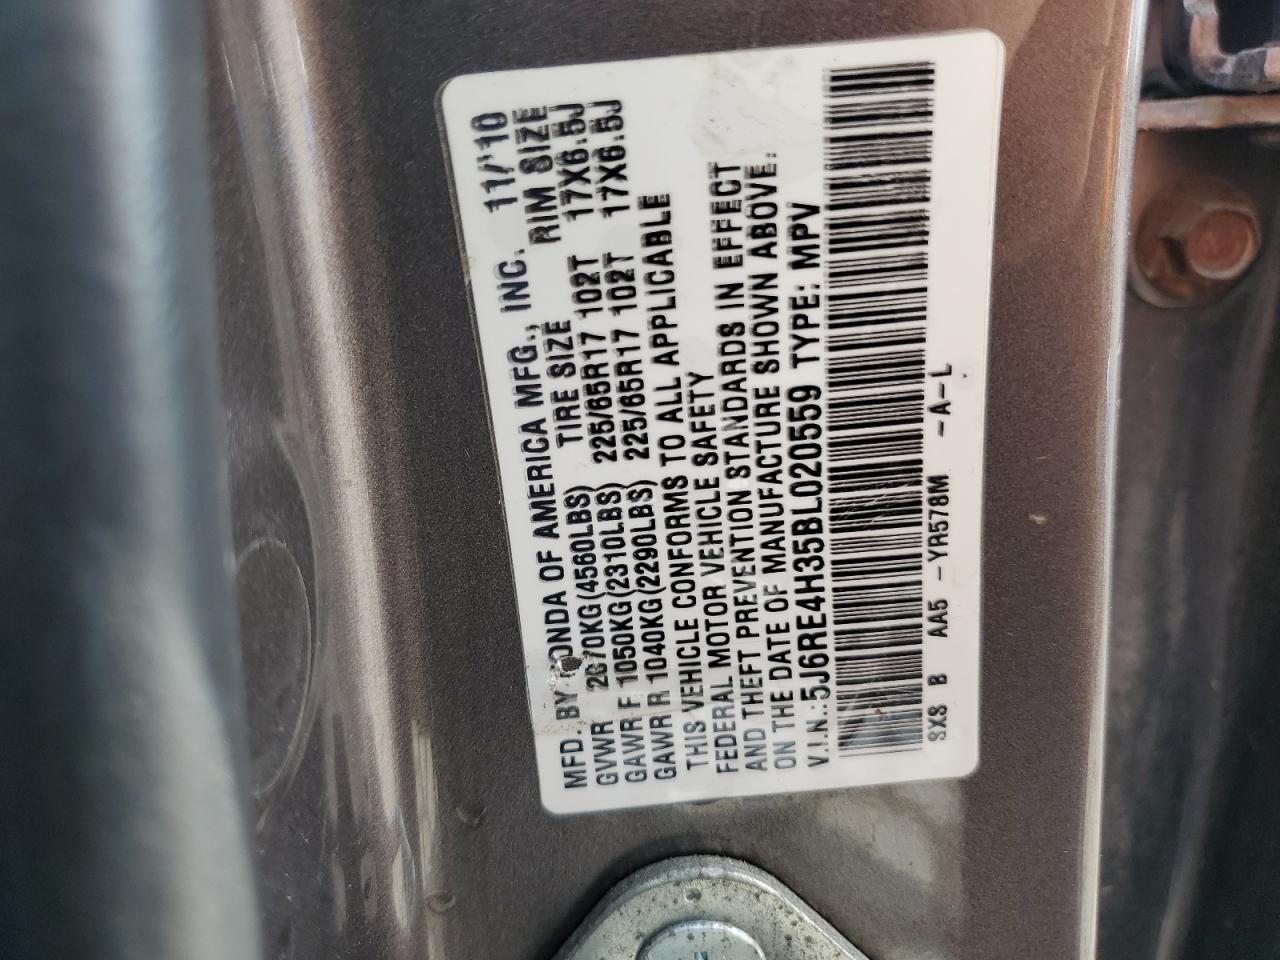 MFD. BY HONDA OF AMERICA MFG., INC. 11/'10
GVWR 2070KG(4560LBS) TIRE SIZE RIM SIZE
GAWR F 1050KG(2310LBS) 225/65R17 102T 17X6.5J
GAWR R 1040KG(2290LBS) 225/65R17 102T 17X6.5J
THIS VEHICLE CONFORMS TO ALL APPLICABLE
FEDERAL MOTOR VEHICLE SAFETY
AND THEFT PREVENTION STANDARDS IN EFFECT
ON THE DATE OF MANUFACTURE SHOWN ABOVE.
V.I.N.:5J6RE4H35BL020559 TYPE: MPV
SXS B AA5 -YR578M -A-L